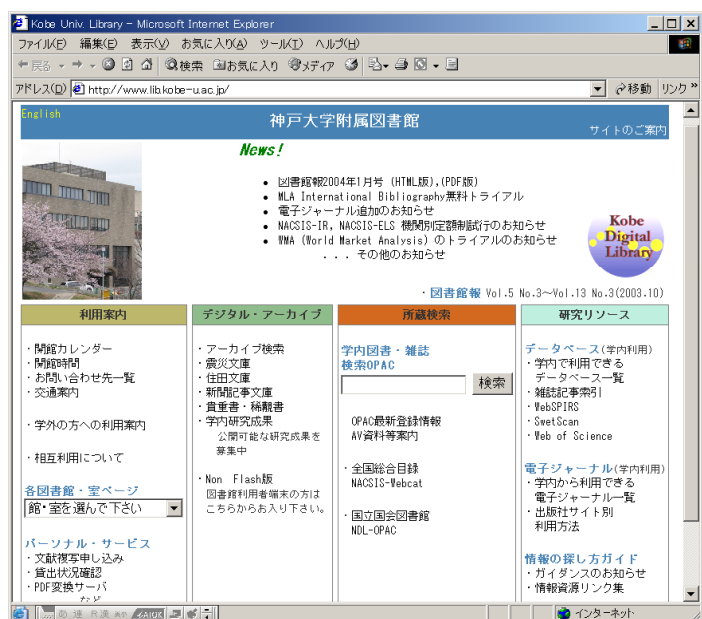 Kobe Univ. Library - Microsoft Internet Explorer
ファイル(F) 編集(E) 表示(V) お気に入り(A) ツール(T) ヘルプ(H)
戻る 検索 お気に入り メディア
アドレス(D) http://www.lib.kobe-u.ac.jp/ 移動 リンク »
English
神戸大学附属図書館
サイトのご案内
News!
• 図書館報2004年1月号 (HTML版),(PDF版)
• MLA International Bibliography無料トライアル
• 電子ジャーナル追加のお知らせ
• NACSIS-IR, NACSIS-ELS 機関別定額制試行のお知らせ
• WMA (World Market Analysis) のトライアルのお知らせ
. . . その他のお知らせ
Kobe
Digital
Library
・図書館報 Vol.5 No.3~Vol.13 No.3(2003.10)
利用案内
・開館カレンダー
・開館時間
・お問い合わせ先一覧
・交通案内
・学外の方への利用案内
・相互利用について
各図書館・室ページ
館・室を選んで下さい
パーソナル・サービス
・文献複写申し込み
・貸出状況確認
・PDF変換サーバ
など
デジタル・アーカイブ
・アーカイブ検索
・震災文庫
・住田文庫
・新聞記事文庫
・貴重書・稀覯書
・学内研究成果
公開可能な研究成果を
募集中
・Non Flash版
図書館利用者端末の方は
こちらからお入り下さい。
所蔵検索
学内図書・雑誌
検索OPAC
検索
OPAC最新登録情報
AV資料等案内
・全国総合目録
NACSIS-Webcat
・国立国会図書館
NDL-OPAC
研究リソース
データベース(学内利用)
・学内で利用できる
データベース一覧
・雑誌記事索引
・WebSPIRS
・SwetScan
・Web of Science
電子ジャーナル(学内利用)
・学内から利用できる
電子ジャーナル一覧
・出版社サイト別
利用方法
情報の探し方ガイド
・ガイダンスのお知らせ
・情報資源リンク集
インターネット